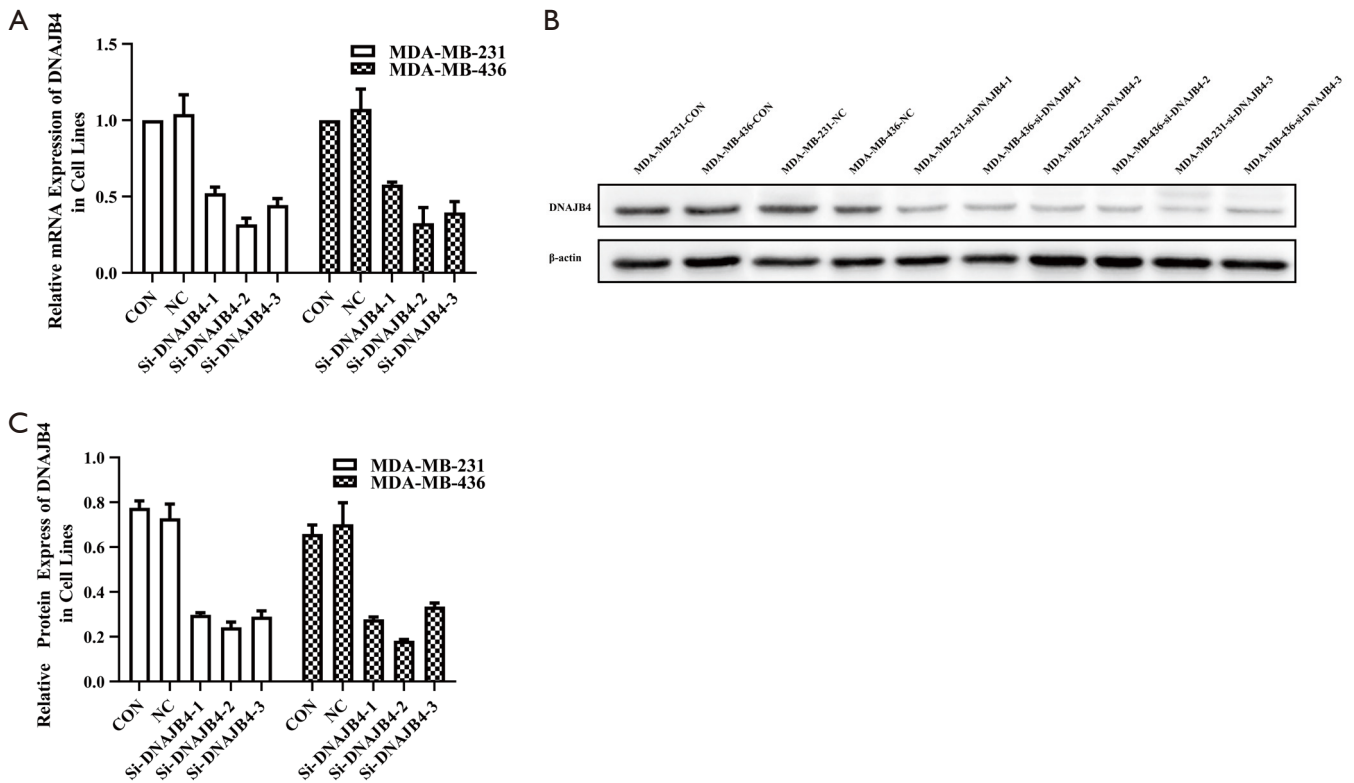 A
Relative mRNA Expression of DNAJB4
in Cell Lines
1.5
1.0
0.5
0.0
MDA-MB-231
MDA-MB-436
CON
NC
Si-DNAJB4-1
Si-DNAJB4-2
Si-DNAJB4-3
CON
NC
Si-DNAJB4-1
Si-DNAJB4-2
Si-DNAJB4-3
B
MDA-MB-231-CON
MDA-MB-436-CON
MDA-MB-231-NC
MDA-MB-436-NC
MDA-MB-231-si-DNAJB4-1
MDA-MB-436-si-DNAJB4-1
MDA-MB-231-si-DNAJB4-2
MDA-MB-436-si-DNAJB4-2
MDA-MB-231-si-DNAJB4-3
MDA-MB-436-si-DNAJB4-3
DNAJB4
β-actin
C
Relative Protein Express of DNAJB4
in Cell Lines
1.0
0.8
0.6
0.4
0.2
0.0
MDA-MB-231
MDA-MB-436
CON
NC
Si-DNAJB4-1
Si-DNAJB4-2
Si-DNAJB4-3
CON
NC
Si-DNAJB4-1
Si-DNAJB4-2
Si-DNAJB4-3